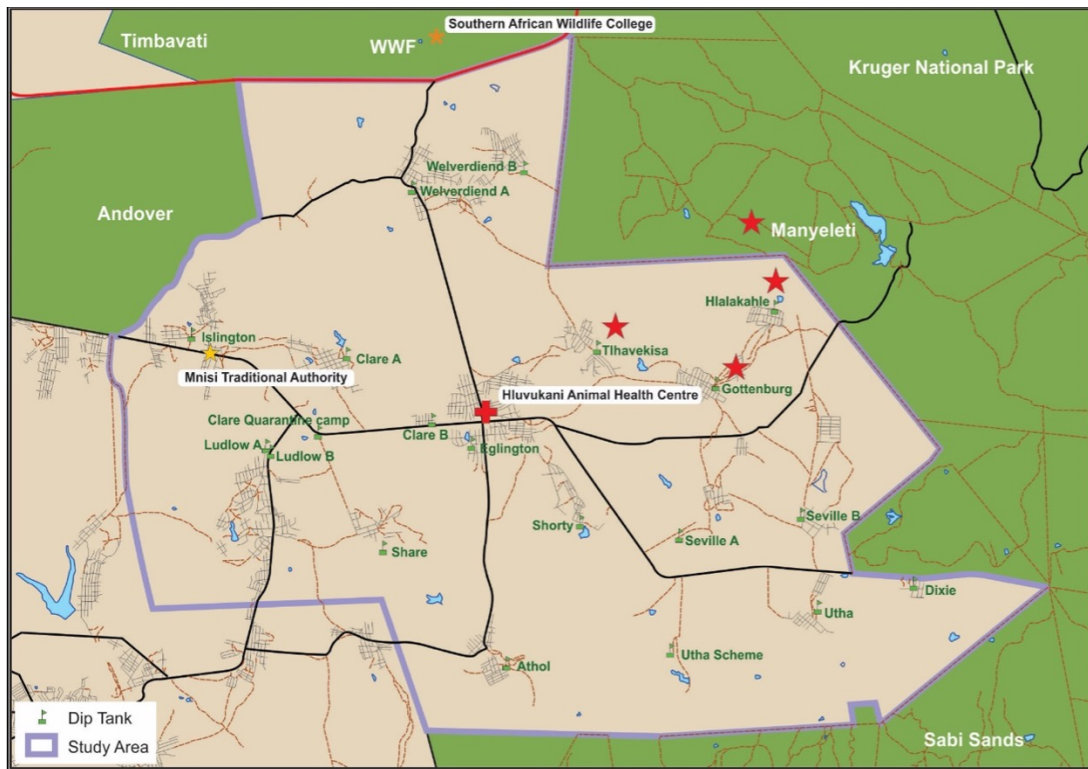 Southern African Wildlife College
Timbavati
WWF
Kruger National Park
Welverdiend B
Welverdiend A
Andover
Manyeleti
Hlalakahle
Islington
Tlhavekisa
Clare A
Mnisi Traditional Authority
Gottenburg
Hluvukani Animal Health Centre
Clare Quarantine camp
Clare B
Ludlow A
Ludlow B
Eglington
Shorty
Seville B
Seville A
Share
Dixie
Utha
Utha Scheme
Athol
Dip Tank
Study Area
Sabi Sands